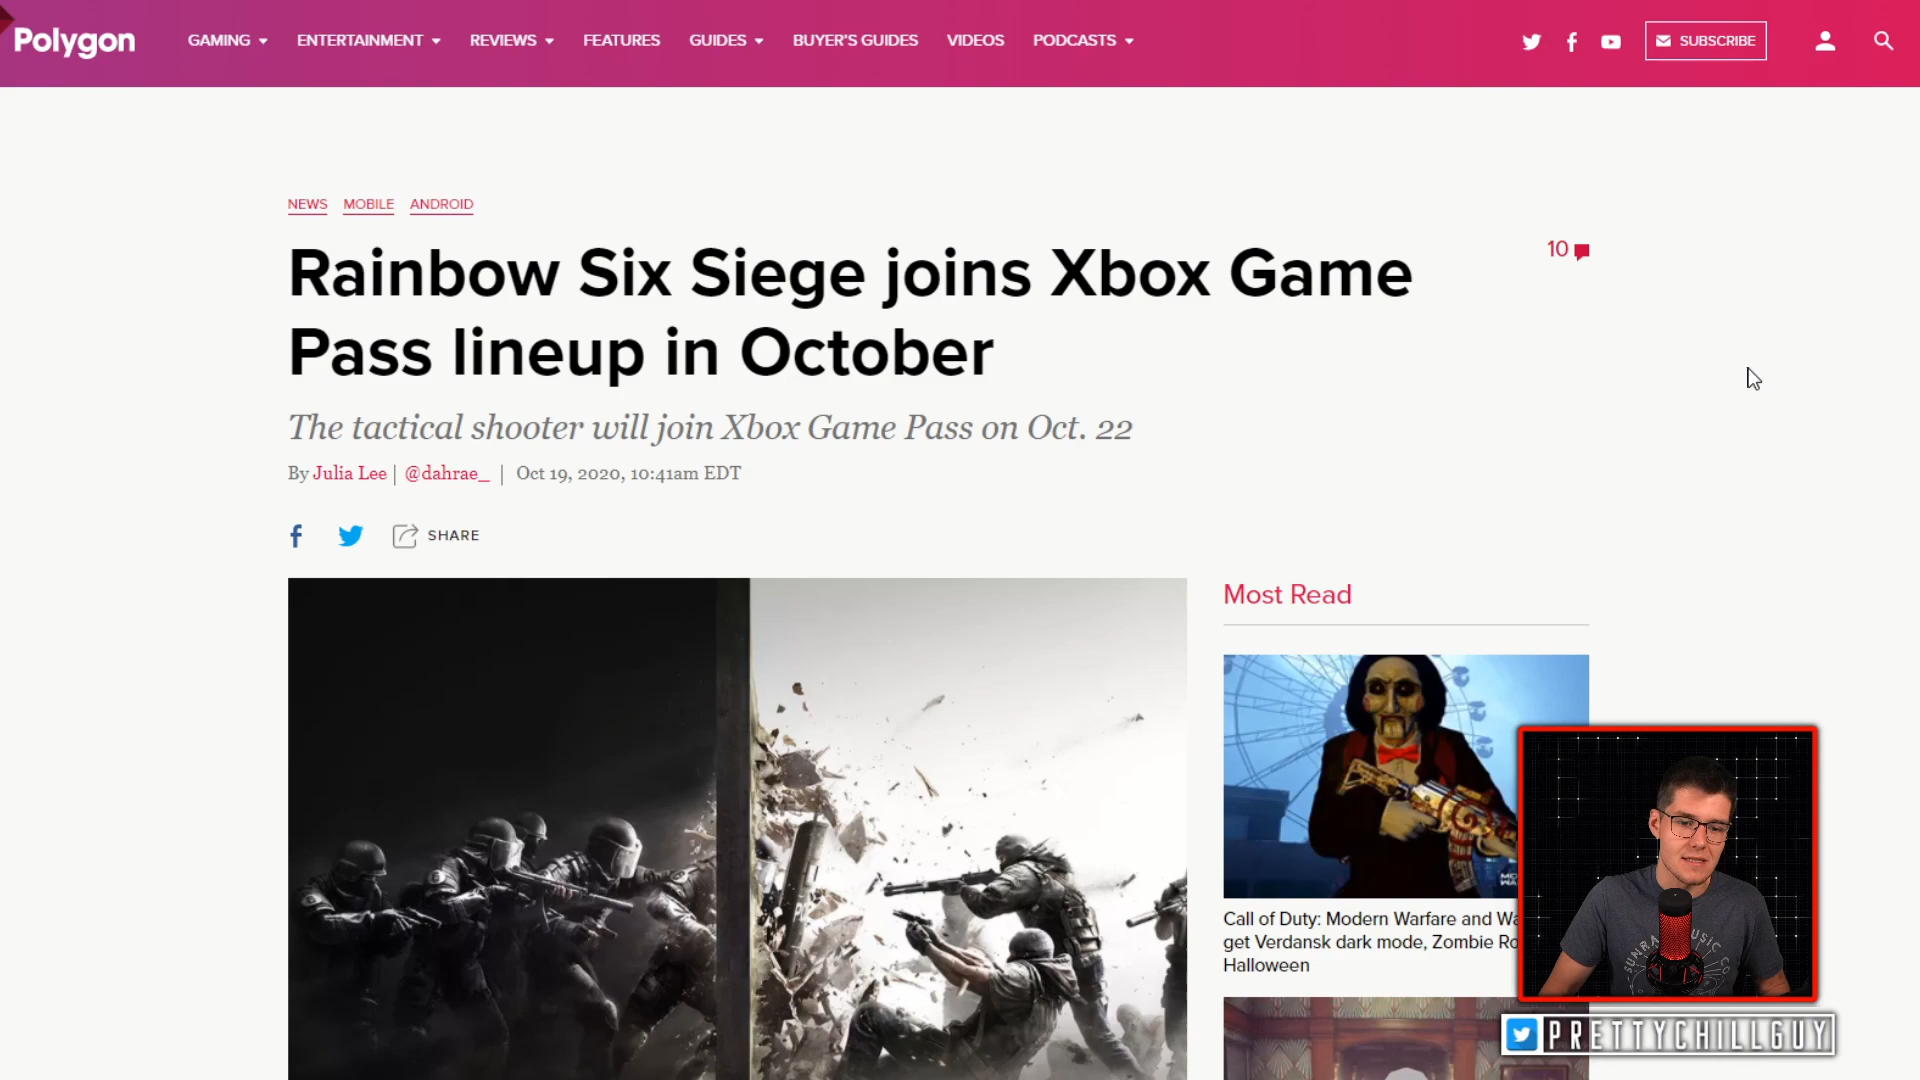 Polygon
GAMING
ENTERTAINMENT
REVIEWS
FEATURES
GUIDES
BUYER'S GUIDES
VIDEOS
PODCASTS
SUBSCRIBE
NEWS MOBILE ANDROID
Rainbow Six Siege joins Xbox Game
Pass lineup in October
10
The tactical shooter will join Xbox Game Pass on Oct. 22
By Julia Lee | @dahrae_ | Oct 19, 2020, 10:41am EDT
SHARE
Most Read
Call of Duty: Modern Warfare and
get Verdansk dark mode, Zombie
Halloween
PRETTYCHILLGUY